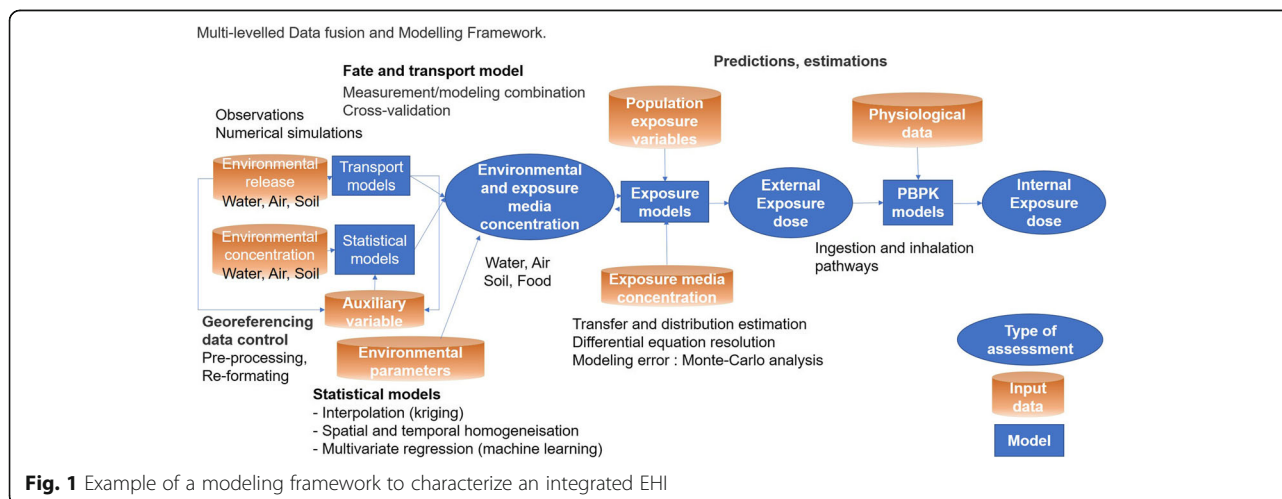 Multi-levelled Data fusion and Modelling Framework.
Fate and transport model
Measurement/modeling combination
Cross-validation
Predictions, estimations
Observations
Numerical simulations
Environmental
release
Water, Air, Soil
Transport
models
Environmental
concentration
Water, Air, Soil
Statistical
models
Auxiliary
variable
Georeferencing
data control
Pre-processing,
Re-formating
Environmental
parameters
Statistical models
- Interpolation (kriging)
- Spatial and temporal homogeneisation
- Multivariate regression (machine learning)
Environmental
and exposure
media
concentration
Water, Air
Soil, Food
Population
exposure
variables
Exposure
models
Exposure media
concentration
Transfer and distribution estimation
Differential equation resolution
Modeling error : Monte-Carlo analysis
External
Exposure
dose
Physiological
data
PBPK
models
Ingestion and inhalation
pathways
Internal
Exposure
dose
Type of
assessment
Input
data
Model
Fig. 1 Example of a modeling framework to characterize an integrated EHI